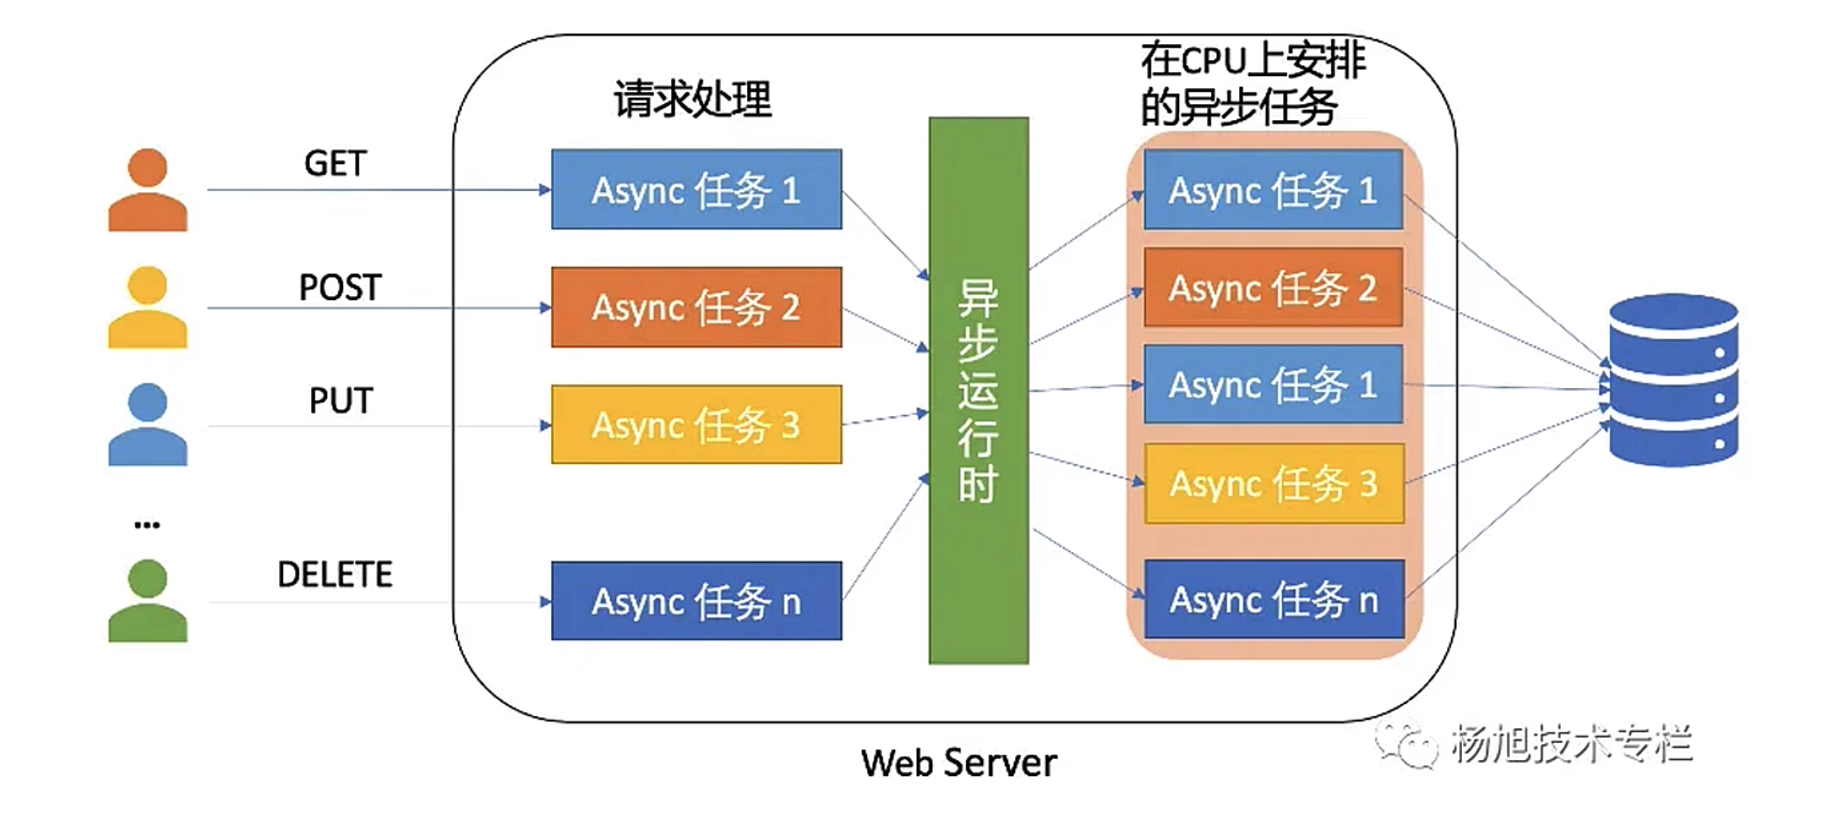 在CPU上安排
的异步任务
请求处理
GET
Async 任务 1
Async 任务 1
POST
Async 任务 2
Async 任务 2
异步运行时
PUT
Async 任务 3
Async 任务 1
Async 任务 3
...
DELETE
Async 任务 n
Async 任务 n
Web Server
杨旭技术专栏